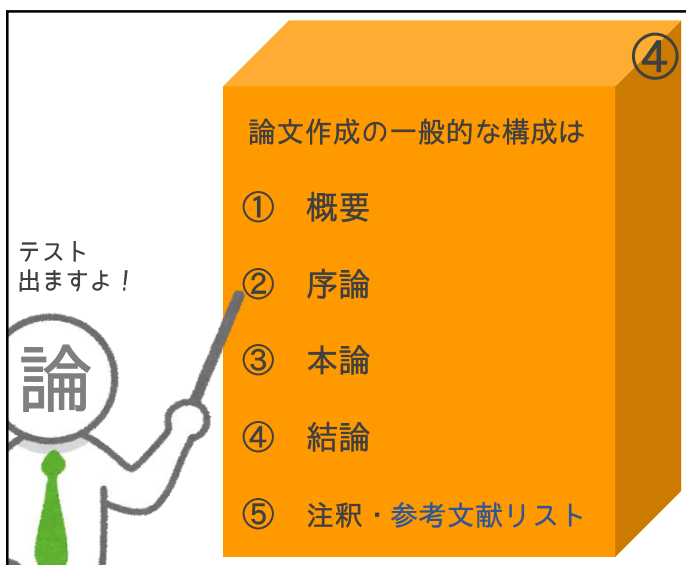 ④
論文作成の一般的な構成は
① 概要
② 序論
③ 本論
④ 結論
⑤ 注釈・参考文献リスト
テスト
出ますよ！
論